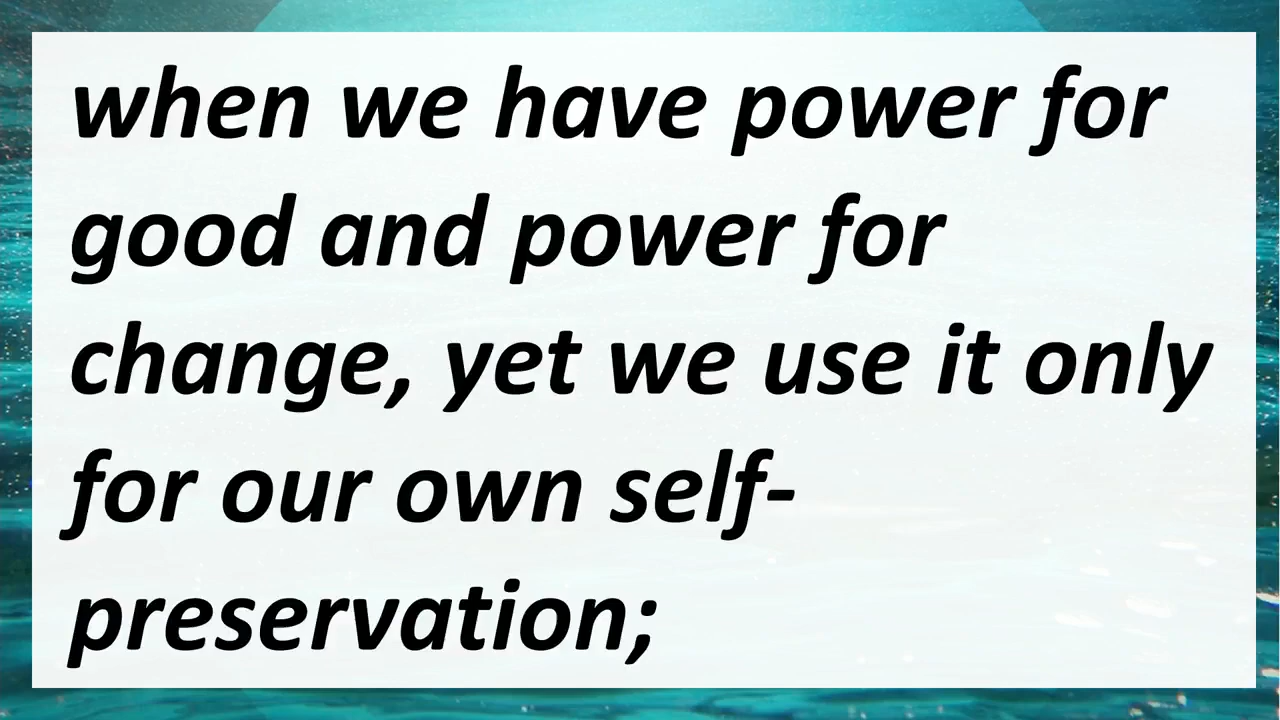 when we have power for
good and power for
change, yet we use it only
for our own self-
preservation;